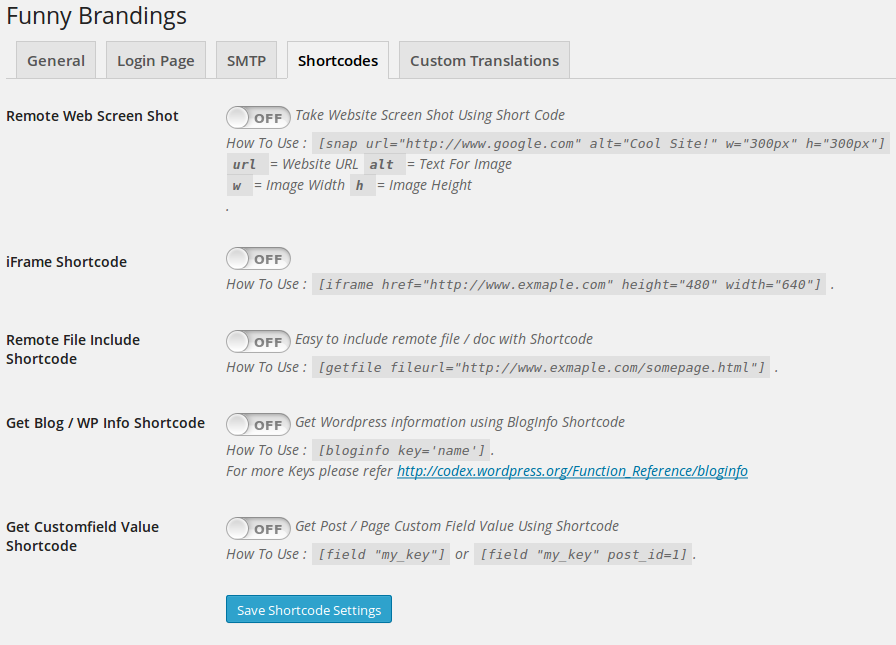 Funny Brandings
General Login Page SMTP Shortcodes Custom Translations
Remote Web Screen Shot
OFF Take Website Screen Shot Using Short Code
How To Use : [snap url="http://www.google.com" alt="Cool Site!" w="300px" h="300px"]
url = Website URL alt = Text For Image
w = Image Width h = Image Height
.
iFrame Shortcode
OFF
How To Use : [iframe href="http://www.exmaple.com" height="480" width="640"] .
Remote File Include
Shortcode
OFF Easy to include remote file / doc with Shortcode
How To Use : [getfile fileurl="http://www.exmaple.com/somepage.html"] .
Get Blog / WP Info Shortcode
OFF Get Wordpress information using BlogInfo Shortcode
How To Use : [bloginfo key='name'] .
For more Keys please refer http://codex.wordpress.org/Function_Reference/bloginfo
Get Customfield Value
Shortcode
OFF Get Post / Page Custom Field Value Using Shortcode
How To Use : [field "my_key"] or [field "my_key" post_id=1] .
Save Shortcode Settings